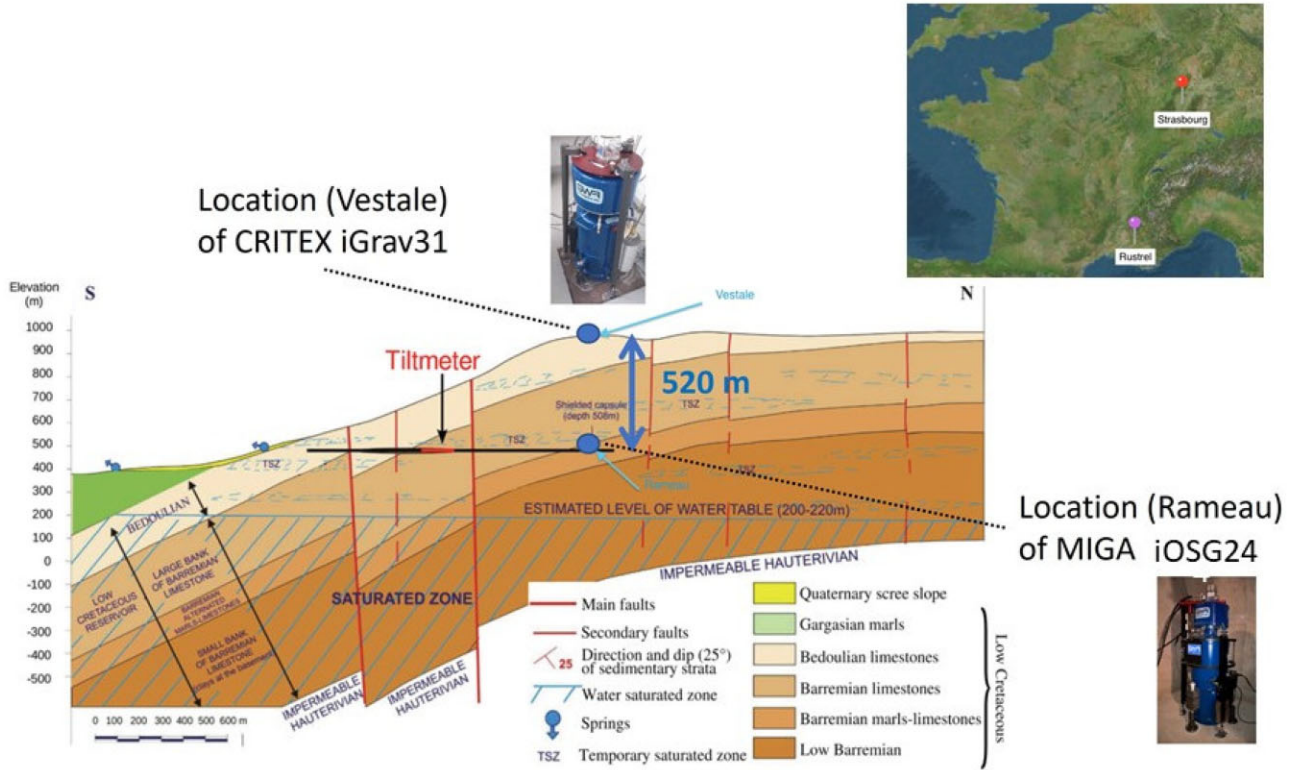 Strasbourg
Rustrel
Location (Vestale)
of CRITEX iGrav31
GWR
Elevation
(m)
S
N
Vestale
1000
900
800
700
600
500
400
300
200
100
0
-100
-200
-300
-400
-500
Tiltmeter
520 m
Shielded capsule
(depth 508m)
TSZ
TSZ
TSZ
TSZ
Rameau
ESTIMATED LEVEL OF WATER TABLE (200-220m)
Location (Rameau)
of MIGA iOSG24
BEDOULIAN
LARGE BANK
OF BARREMIAN
LIMESTONE
LOW
CRETACEOUS
RESERVOIR
BARREMIAN
ALTERNATED
MARLS-LIMESTONES
SMALL BANK
OF BARREMIAN
LIMESTONE
(clays at the basement)
SATURATED ZONE
IMPERMEABLE HAUTERIVIAN
IMPERMEABLE
HAUTERIVIAN
IMPERMEABLE
HAUTERIVIAN
0 100 200 300 400 500 600 m
Main faults
Secondary faults
25
Direction and dip (25°)
of sedimentary strata
Water saturated zone
Springs
TSZ
Temporary saturated zone
Quaternary scree slope
Gargasian marls
Bedoulian limestones
Barremian limestones
Barremian marls-limestones
Low Barremian
Low Cretaceous